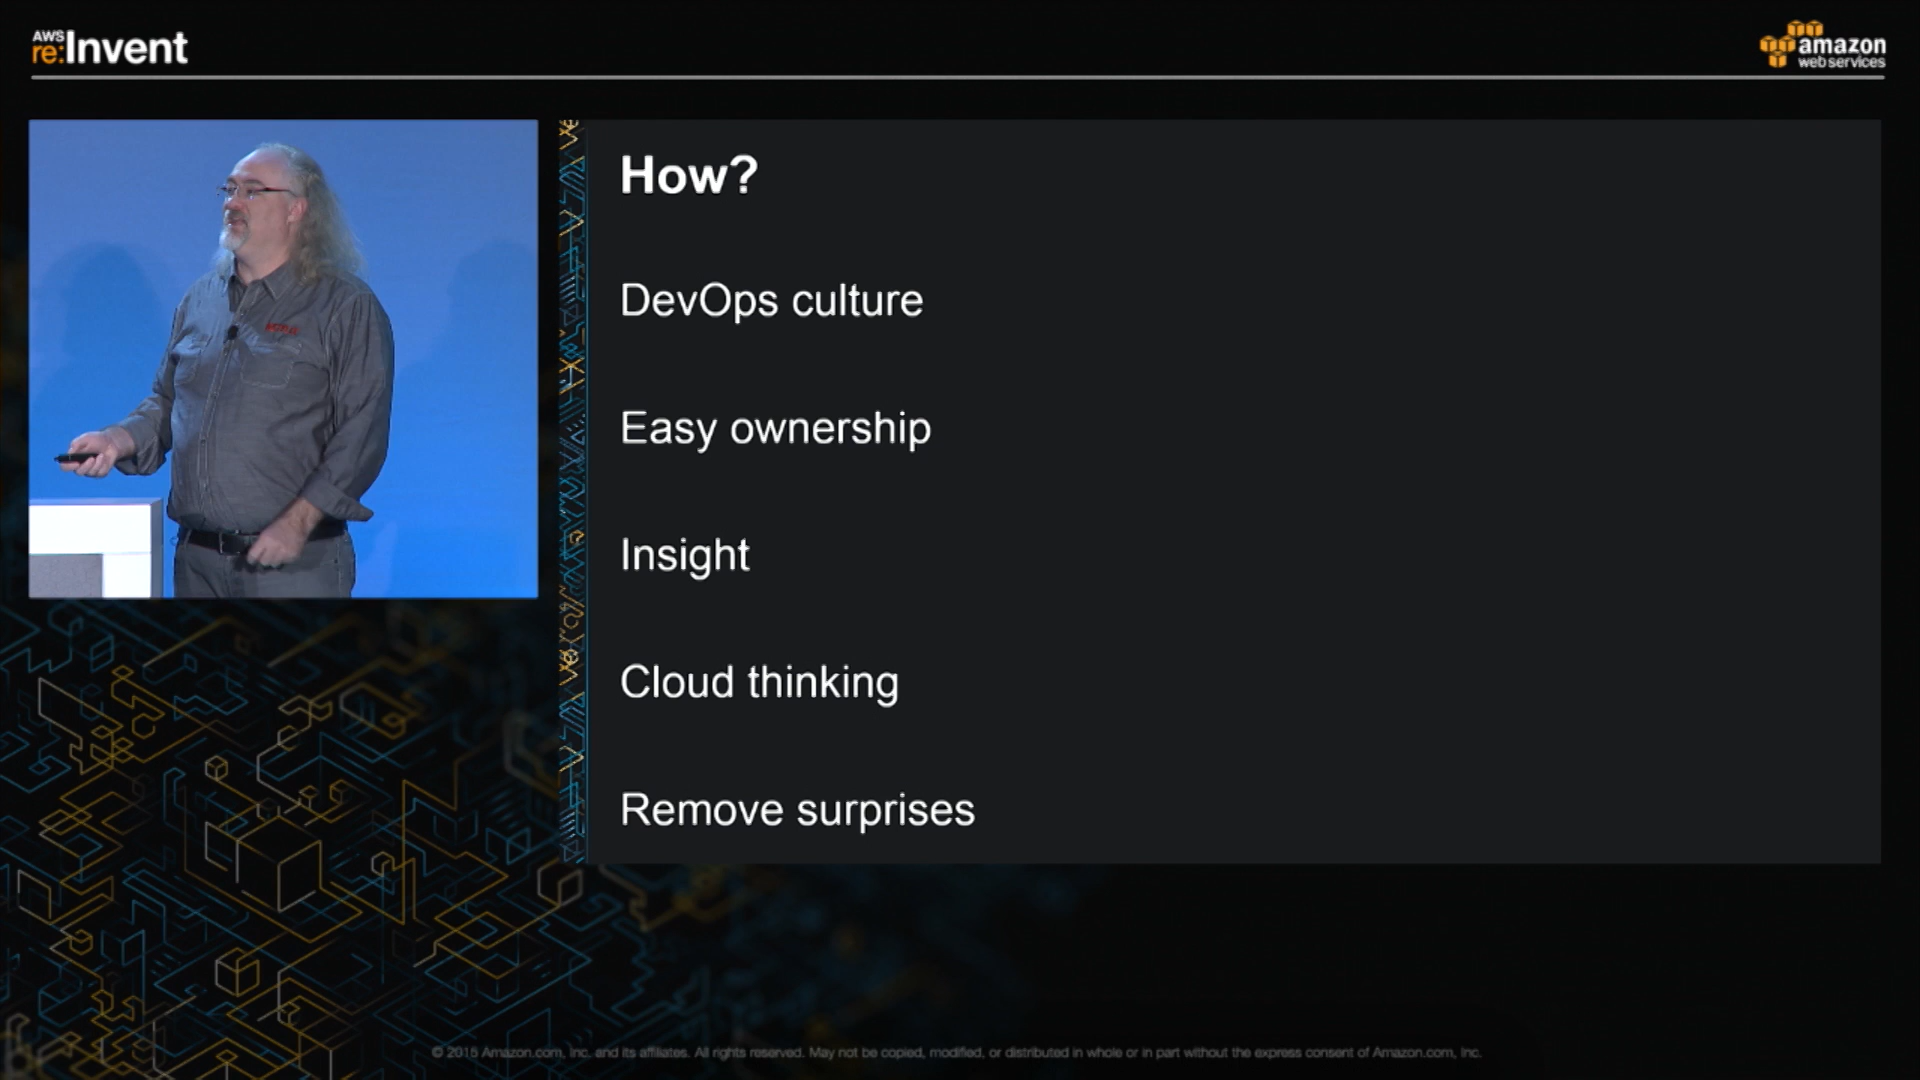 AWS
re:Invent
amazon
webservices
How?
DevOps culture
Easy ownership
Insight
Cloud thinking
Remove surprises
© 2015 Amazon.com, Inc. and its affiliates. All rights reserved. May not be copied, modified, or distributed in whole or in part without the express consent of Amazon.com, Inc.